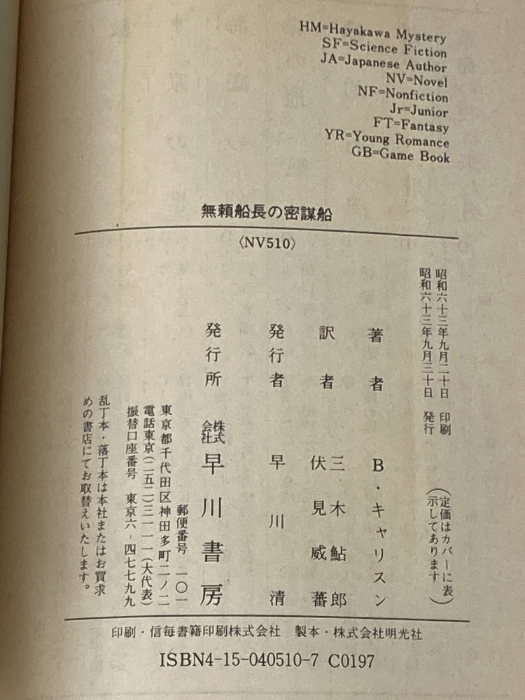 HM=Hayakawa Mystery
SF=Science Fiction
JA=Japanese Author
NV=Novel
NF=Nonfiction
Jr=Junior
FT=Fantasy
YR=Young Romance
GB=Game Book
無頼船長の密謀船
〈NV510〉
昭和六十三年九月二十日 印刷
昭和六十三年九月三十日 発行
(定価はカバーに表
示してあります)
著者 B・キャリスン
訳者 三木鮎郎
伏見威蕃
発行者 早川清
発行所 株式会社 早川書房
郵便番号 一〇一
東京都千代田区神田多町二ノ二
電話東京(二五二)三一一一(大代表)
振替口座番号 東京六-四七七九九
乱丁本・落丁本は本社またはお買求
めの書店にてお取替えいたします。
印刷・信毎書籍印刷株式会社 製本・株式会社明光社
ISBN4-15-040510-7 C0197